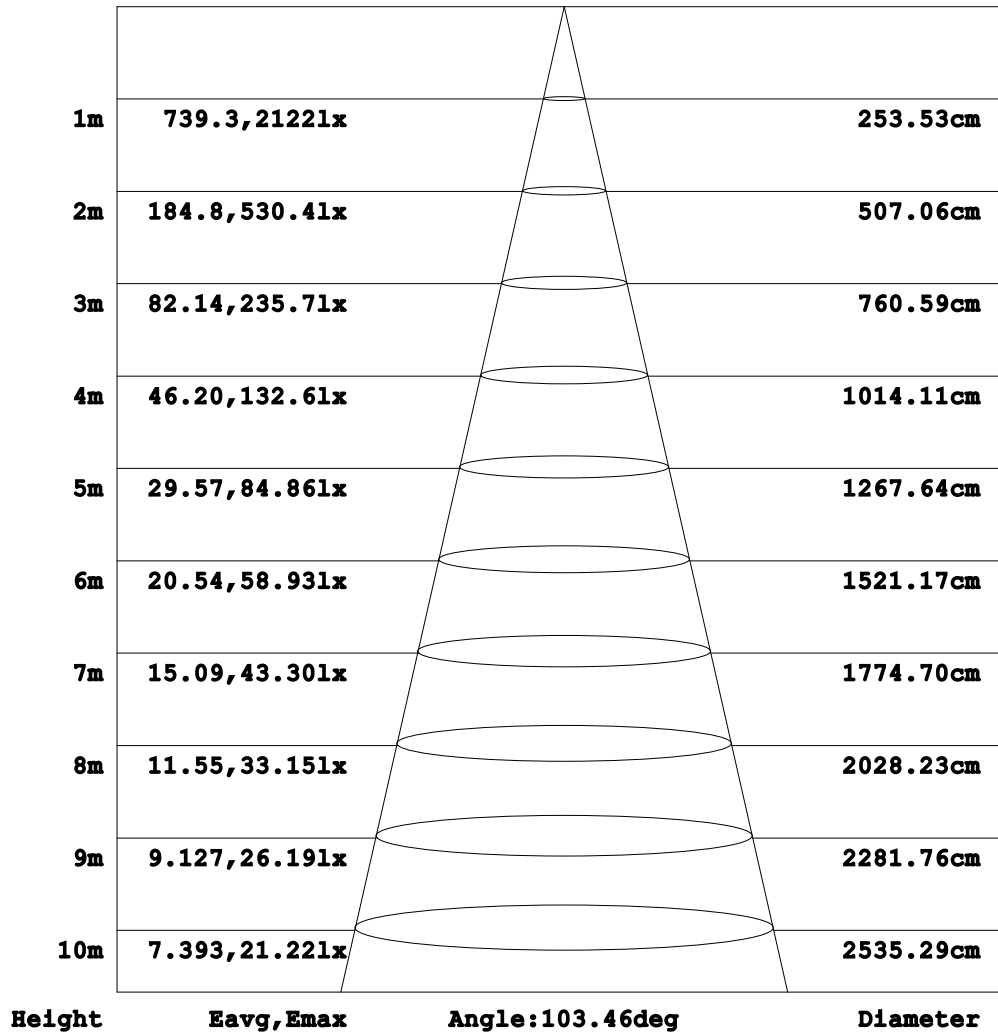 1m 739.3,2122lx 253.53cm
2m 184.8,530.4lx 507.06cm
3m 82.14,235.7lx 760.59cm
4m 46.20,132.6lx 1014.11cm
5m 29.57,84.86lx 1267.64cm
6m 20.54,58.93lx 1521.17cm
7m 15.09,43.30lx 1774.70cm
8m 11.55,33.15lx 2028.23cm
9m 9.127,26.19lx 2281.76cm
10m 7.393,21.22lx 2535.29cm
Height Eavg,Emax Angle:103.46deg Diameter